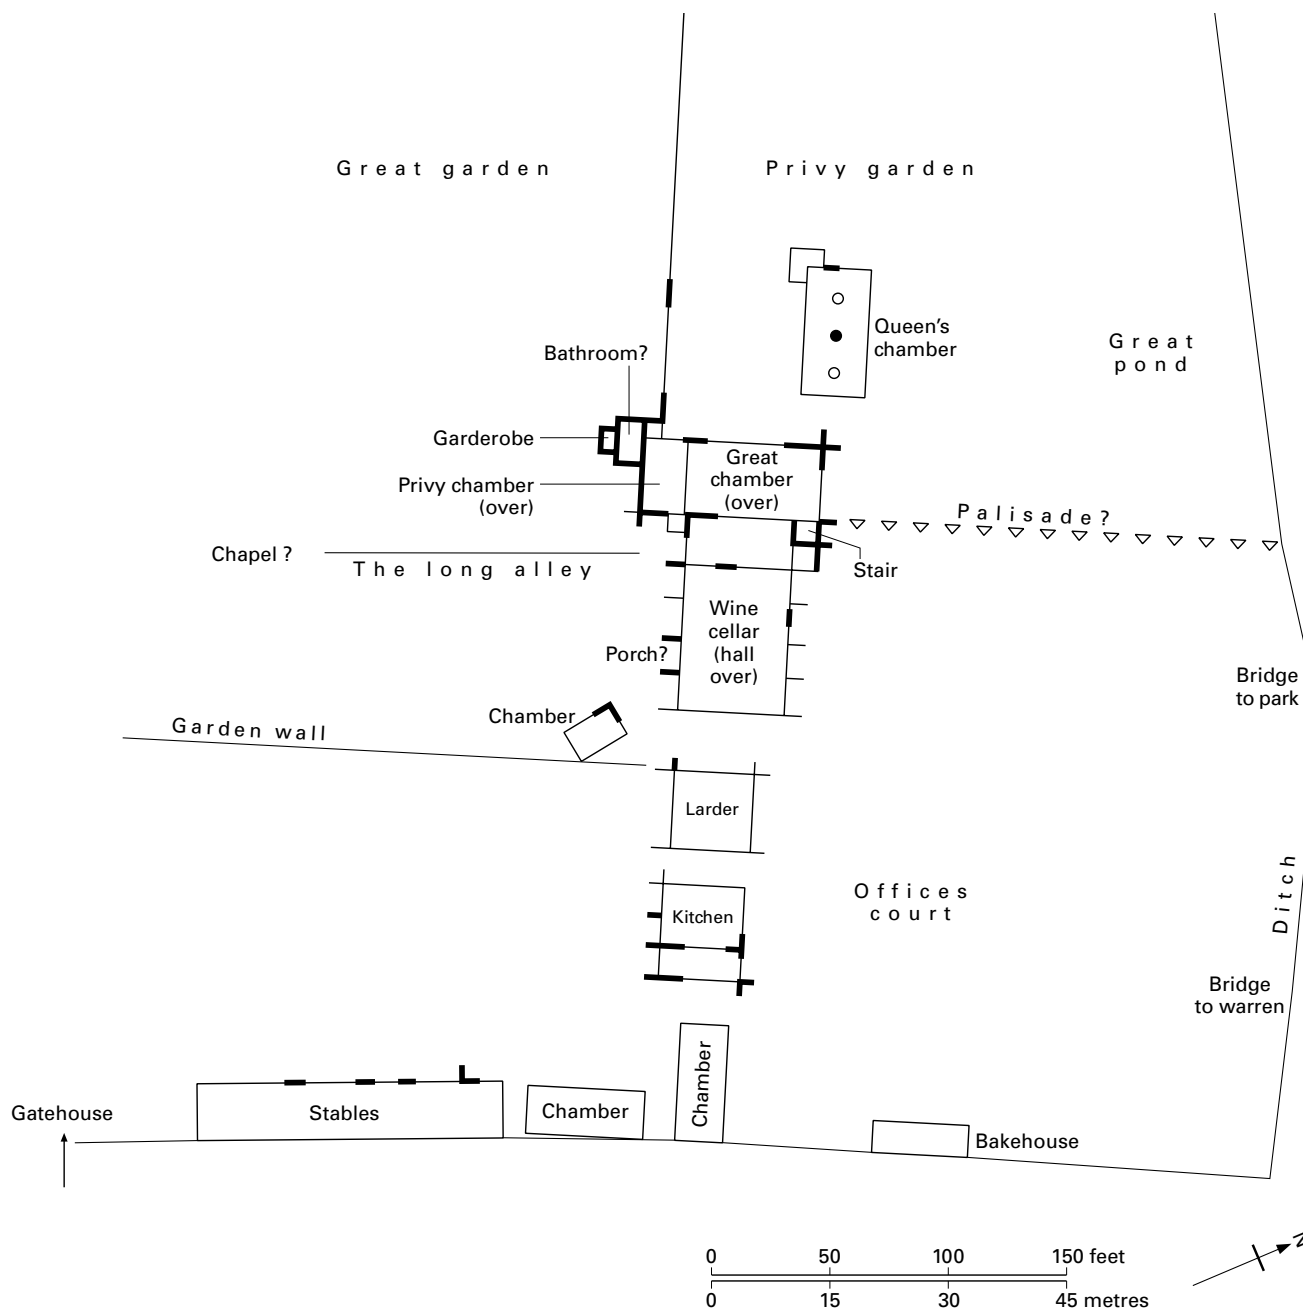 Great garden
Privy garden
Queen's
chamber
Great
pond
Bathroom?
Garderobe
Privy chamber
(over)
Great
chamber
(over)
Palisade?
Chapel ?
The long alley
Stair
Wine
cellar
(hall
over)
Porch?
Bridge
to park
Chamber
Garden wall
Larder
Offices
court
Ditch
Kitchen
Bridge
to warren
Chamber
Gatehouse
Stables
Chamber
Bakehouse
0 50 100 150 feet
0 15 30 45 metres
N